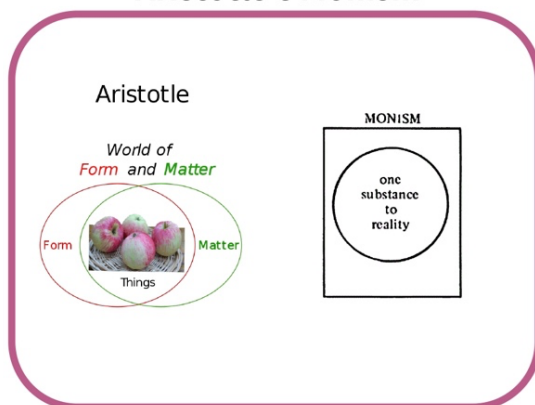 Aristotle
World of
Form and Matter
Form
Matter
Things
MONISM
one
substance
to
reality